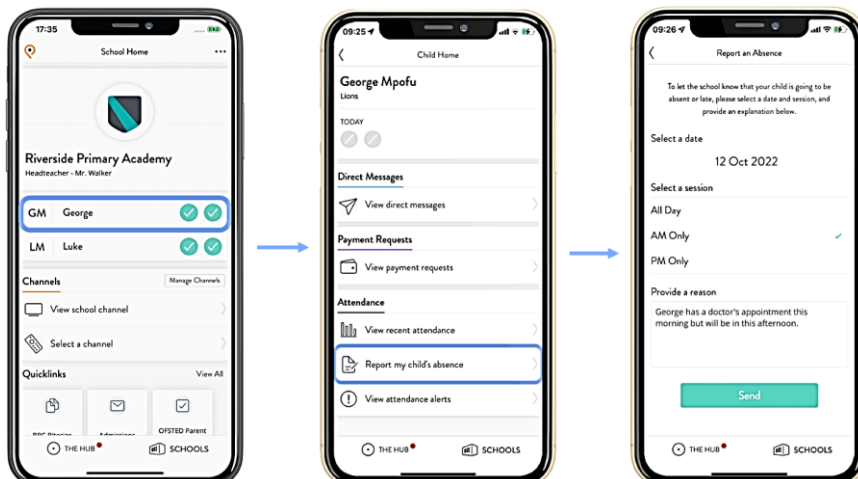 17:35
School Home
Riverside Primary Academy
Headteacher - Mr. Walker
GM George
LM Luke
Channels
Manage Channels
View school channel
Select a channel
Quicklinks
View All
OFSTED Parent
THE HUB
SCHOOLS
09:25
Child Home
George Mpofu
Lions
TODAY
Direct Messages
View direct messages
Payment Requests
View payment requests
Attendance
View recent attendance
Report my child's absence
View attendance alerts
THE HUB
SCHOOLS
09:26
Report an Absence
To let the school know that your child is going to be
absent or late, please select a date and session, and
provide an explanation below.
Select a date
12 Oct 2022
Select a session
All Day
AM Only
PM Only
Provide a reason
George has a doctor's appointment this
morning but will be in this afternoon.
Send
THE HUB
SCHOOLS